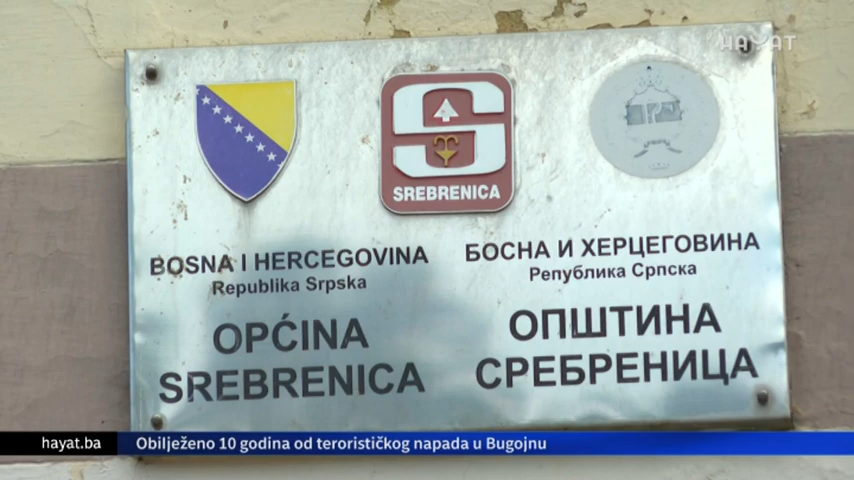 HAYAT
SREBRENICA
BOSNA I HERCEGOVINA
Republika Srpska
OPĆINA
SREBRENICA
БОСНА И ХЕРЦЕГОВИНА
Република Српска
ОПШТИНА
СРЕБРЕНИЦА
hayat.ba
Obilježeno 10 godina od terorističkog napada u Bugojnu